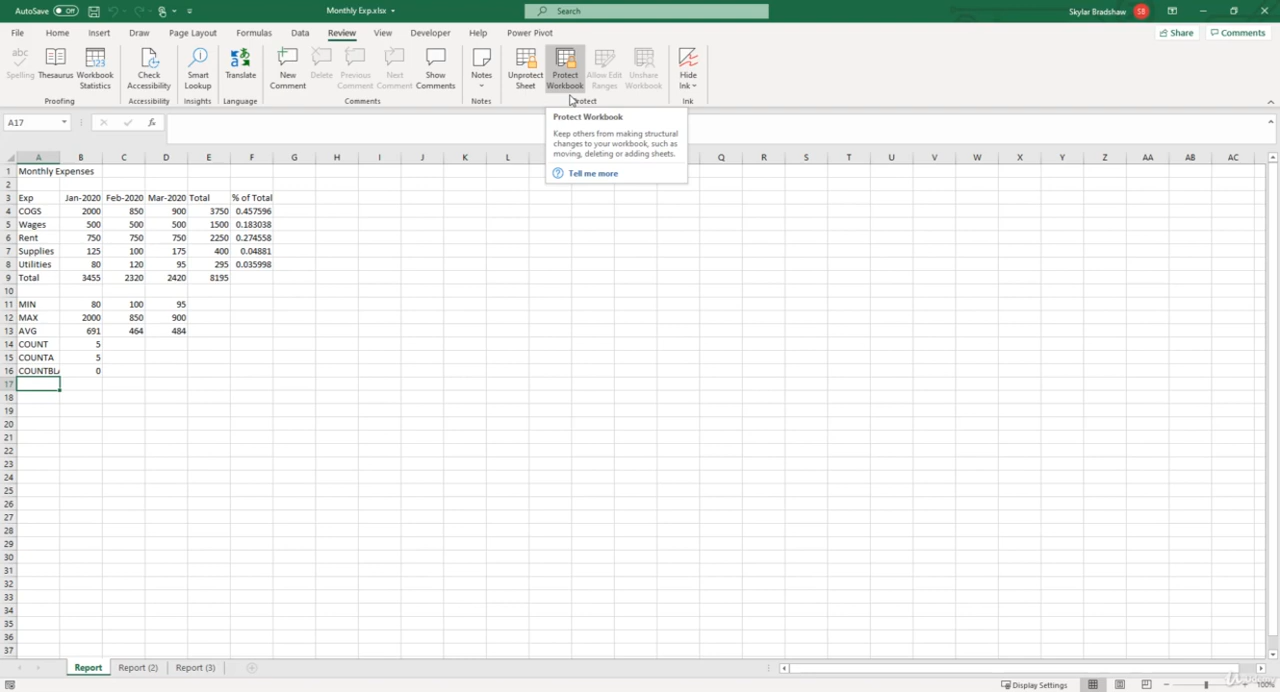 AutoSave Off Monthly Exp.xlsx Search Skylar Bradshaw SB
File Home Insert Draw Page Layout Formulas Data Review View Developer Help Power Pivot Share Comments
abc
Spelling Thesaurus Workbook Statistics Check Accessibility Smart Lookup Translate New Comment Delete Previous Comment Next Comment Show Comments Notes Unprotect Sheet Protect Workbook Allow Edit Ranges Unshare Workbook Hide Ink
Proofing Accessibility Insights Language Comments Notes Protect Ink
A17 fx
Protect Workbook
Keep others from making structural
changes to your workbook, such as
moving, deleting or adding sheets.
Tell me more
A B C D E F G H I J K L Q R S T U V W X Y Z AA AB AC
1 Monthly Expenses
2
3 Exp Jan-2020 Feb-2020 Mar-2020 Total % of Total
4 COGS 2000 850 900 3750 0.457596
5 Wages 500 500 500 1500 0.183038
6 Rent 750 750 750 2250 0.274558
7 Supplies 125 100 175 400 0.04881
8 Utilities 80 120 95 295 0.035998
9 Total 3455 2320 2420 8195
10
11 MIN 80 100 95
12 MAX 2000 850 900
13 AVG 691 464 484
14 COUNT 5
15 COUNTA 5
16 COUNTBL 0
17
18
19
20
21
22
23
24
25
26
27
28
29
30
31
32
33
34
35
36
37
Report Report (2) Report (3)
Display Settings 100%